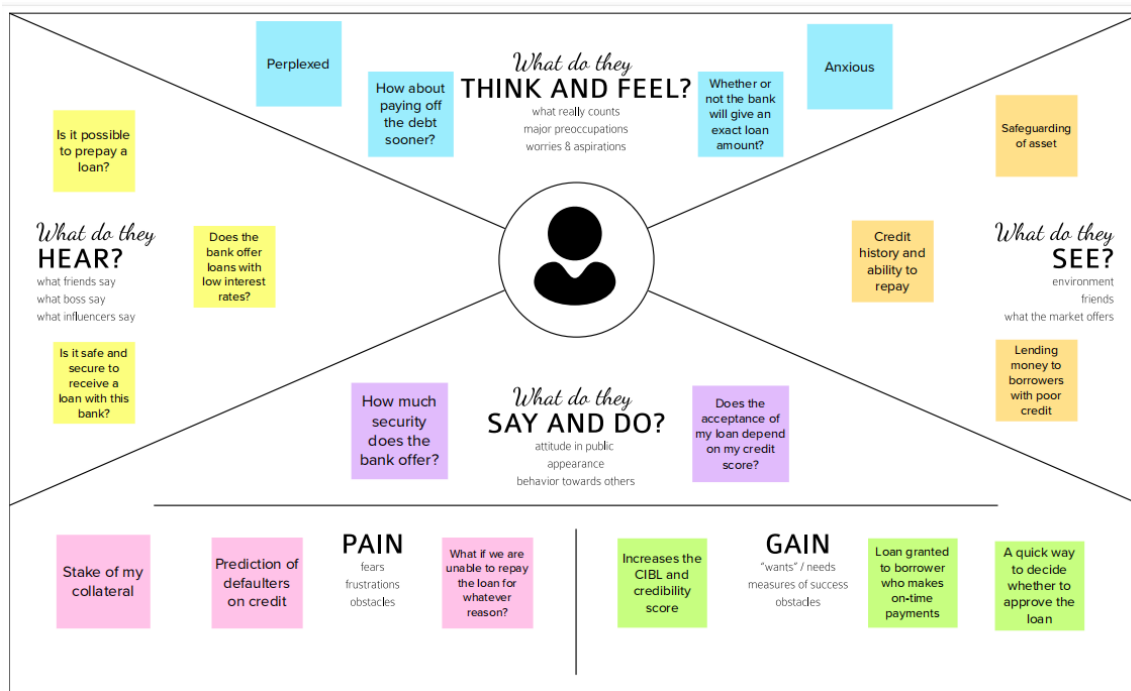 Perplexed
How about
paying off
the debt
sooner?
What do they
THINK AND FEEL?
what really counts
major preoccupations
worries & aspirations
Whether or
not the bank
will give an
exact loan
amount?
Anxious
Is it possible
to prepay a
loan?
What do they
HEAR?
what friends say
what boss say
what influencers say
Does the
bank offer
loans with
low interest
rates?
Is it safe and
secure to
receive a
loan with this
bank?
Safeguarding
of asset
Credit
history and
ability to
repay
What do they
SEE?
environment
friends
what the market offers
Lending
money to
borrowers
with poor
credit
How much
security
does the
bank offer?
What do they
SAY AND DO?
attitude in public
appearance
behavior towards others
Does the
acceptance of
my loan depend
on my credit
score?
Stake of my
collateral
Prediction of
defaulters
on credit
PAIN
fears
frustrations
obstacles
What if we are
unable to repay
the loan for
whatever
reason?
Increases the
CIBL and
credibility
score
GAIN
"wants" / needs
measures of success
obstacles
Loan granted
to borrower
who makes
on-time
payments
A quick way
to decide
whether to
approve the
loan